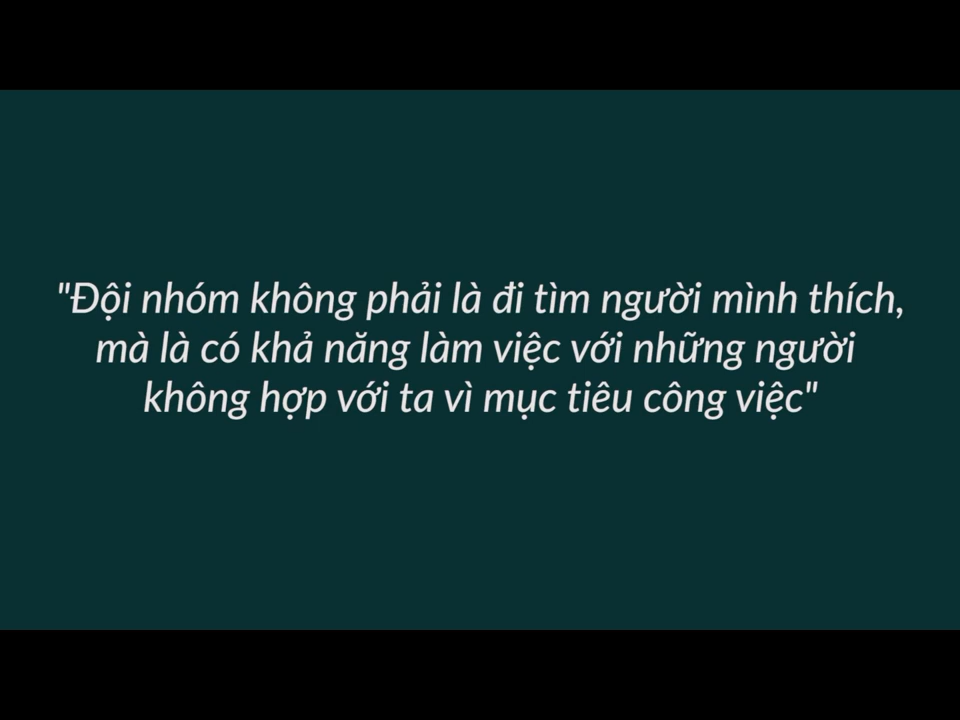 "Đội nhóm không phải là đi tìm người mình thích,
mà là có khả năng làm việc với những người
không hợp với ta vì mục tiêu công việc"